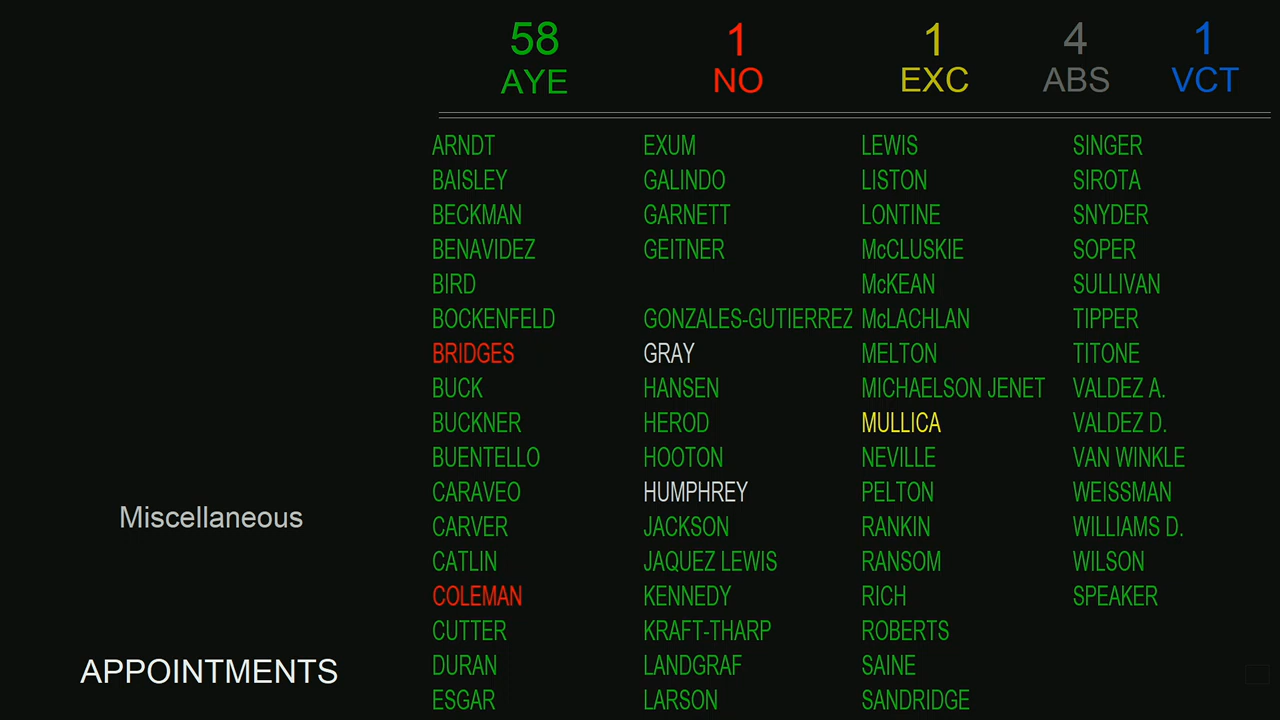 58 1 1 4 1
AYE NO EXC ABS VCT
ARNDT EXUM LEWIS SINGER
BAISLEY GALINDO LISTON SIROTA
BECKMAN GARNETT LONTINE SNYDER
BENAVIDEZ GEITNER McCLUSKIE SOPER
BIRD McKEAN SULLIVAN
BOCKENFELD GONZALES-GUTIERREZ McLACHLAN TIPPER
BRIDGES GRAY MELTON TITONE
BUCK HANSEN MICHAELSON JENET VALDEZ A.
BUCKNER HEROD MULLICA VALDEZ D.
BUENTELLO HOOTON NEVILLE VAN WINKLE
CARAVEO HUMPHREY PELTON WEISSMAN
Miscellaneous CARVER JACKSON RANKIN WILLIAMS D.
CATLIN JAQUEZ LEWIS RANSOM WILSON
COLEMAN KENNEDY RICH SPEAKER
CUTTER KRAFT-THARP ROBERTS
APPOINTMENTS DURAN LANDGRAF SAINE
ESGAR LARSON SANDRIDGE